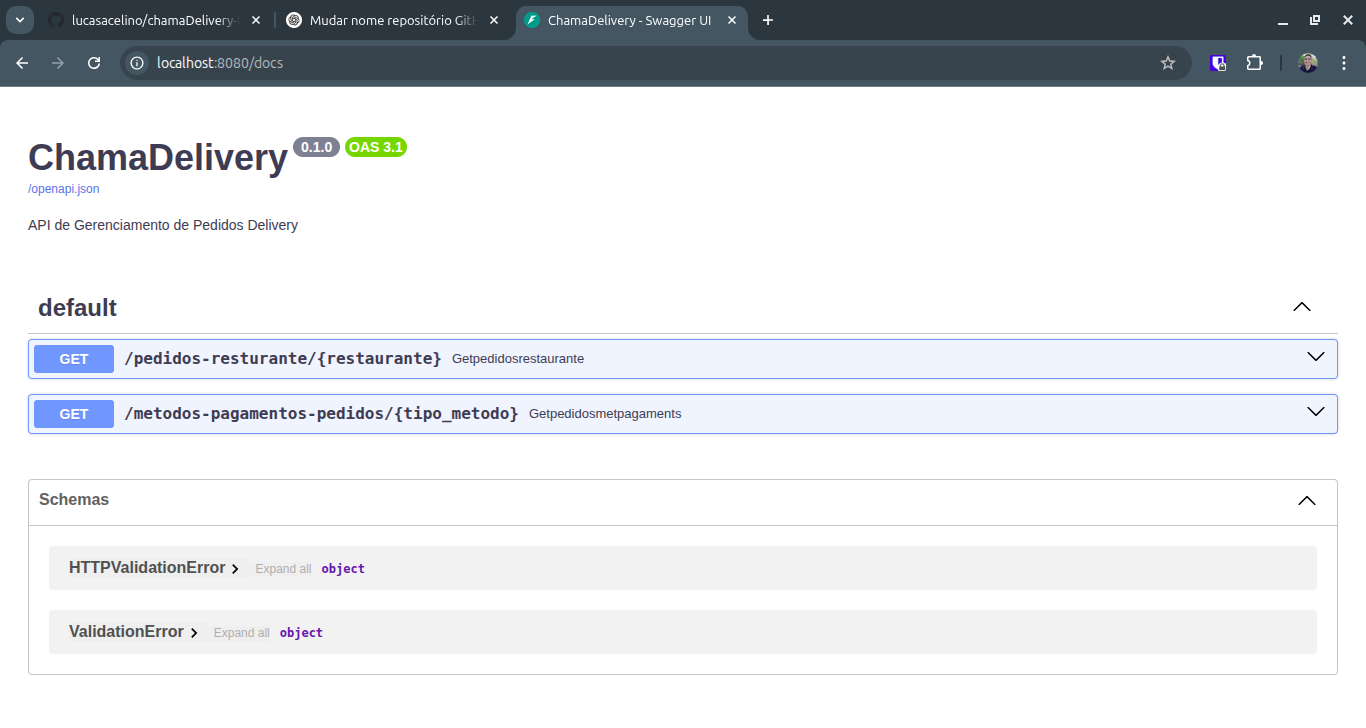 lucasacelino/chamaDelivery-
Mudar nome repositório GitH
ChamaDelivery - Swagger UI
localhost:8080/docs
ChamaDelivery 0.1.0 OAS 3.1
/openapi.json
API de Gerenciamento de Pedidos Delivery
default
GET /pedidos-resturante/{restaurante} Getpedidosrestaurante
GET /metodos-pagamentos-pedidos/{tipo_metodo} Getpedidosmetpagaments
Schemas
HTTPValidationError Expand all object
ValidationError Expand all object